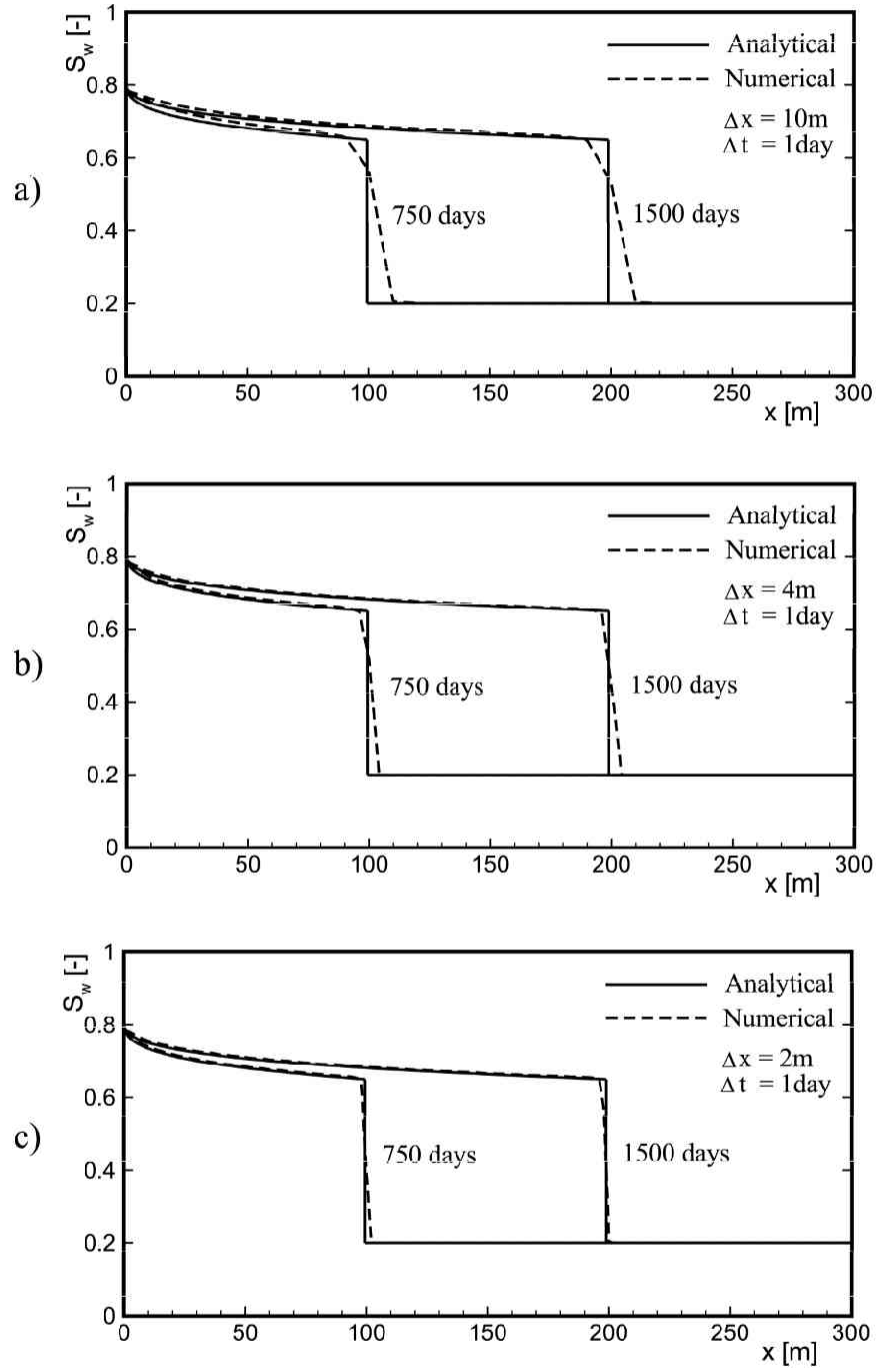 a)
S_w [-]
1
0.8
0.6
0.4
0.2
0
Analytical
Numerical
Δx = 10m
Δt = 1day
750 days
1500 days
0 50 100 150 200 250 300
x [m]
b)
S_w [-]
1
0.8
0.6
0.4
0.2
0
Analytical
Numerical
Δx = 4m
Δt = 1day
750 days
1500 days
0 50 100 150 200 250 300
x [m]
c)
S_w [-]
1
0.8
0.6
0.4
0.2
0
Analytical
Numerical
Δx = 2m
Δt = 1day
750 days
1500 days
0 50 100 150 200 250 300
x [m]